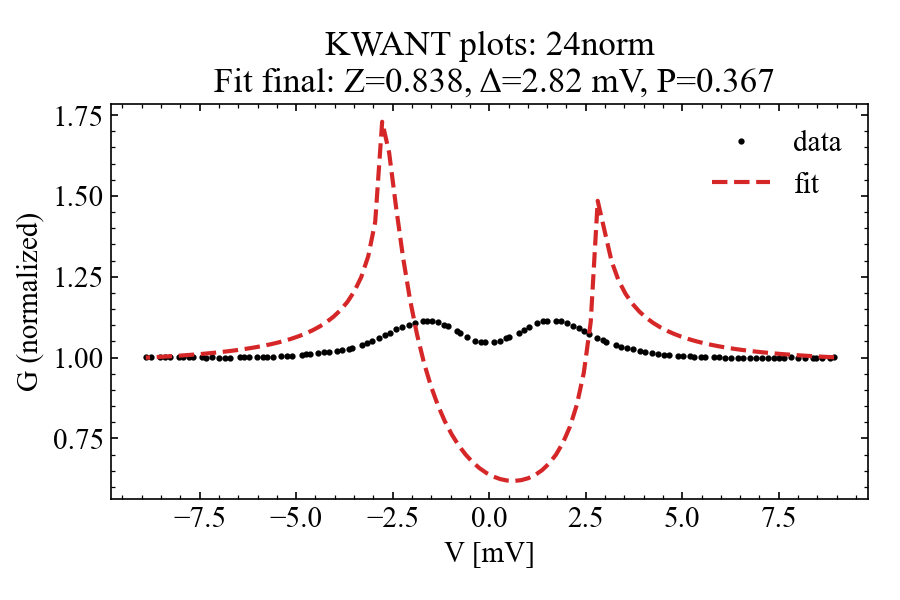 KWANT plots: 24norm
Fit final: Z=0.838, Δ=2.82 mV, P=0.367
1.75
1.50
1.25
1.00
0.75
G (normalized)
data
fit
−7.5 −5.0 −2.5 0.0 2.5 5.0 7.5
V [mV]